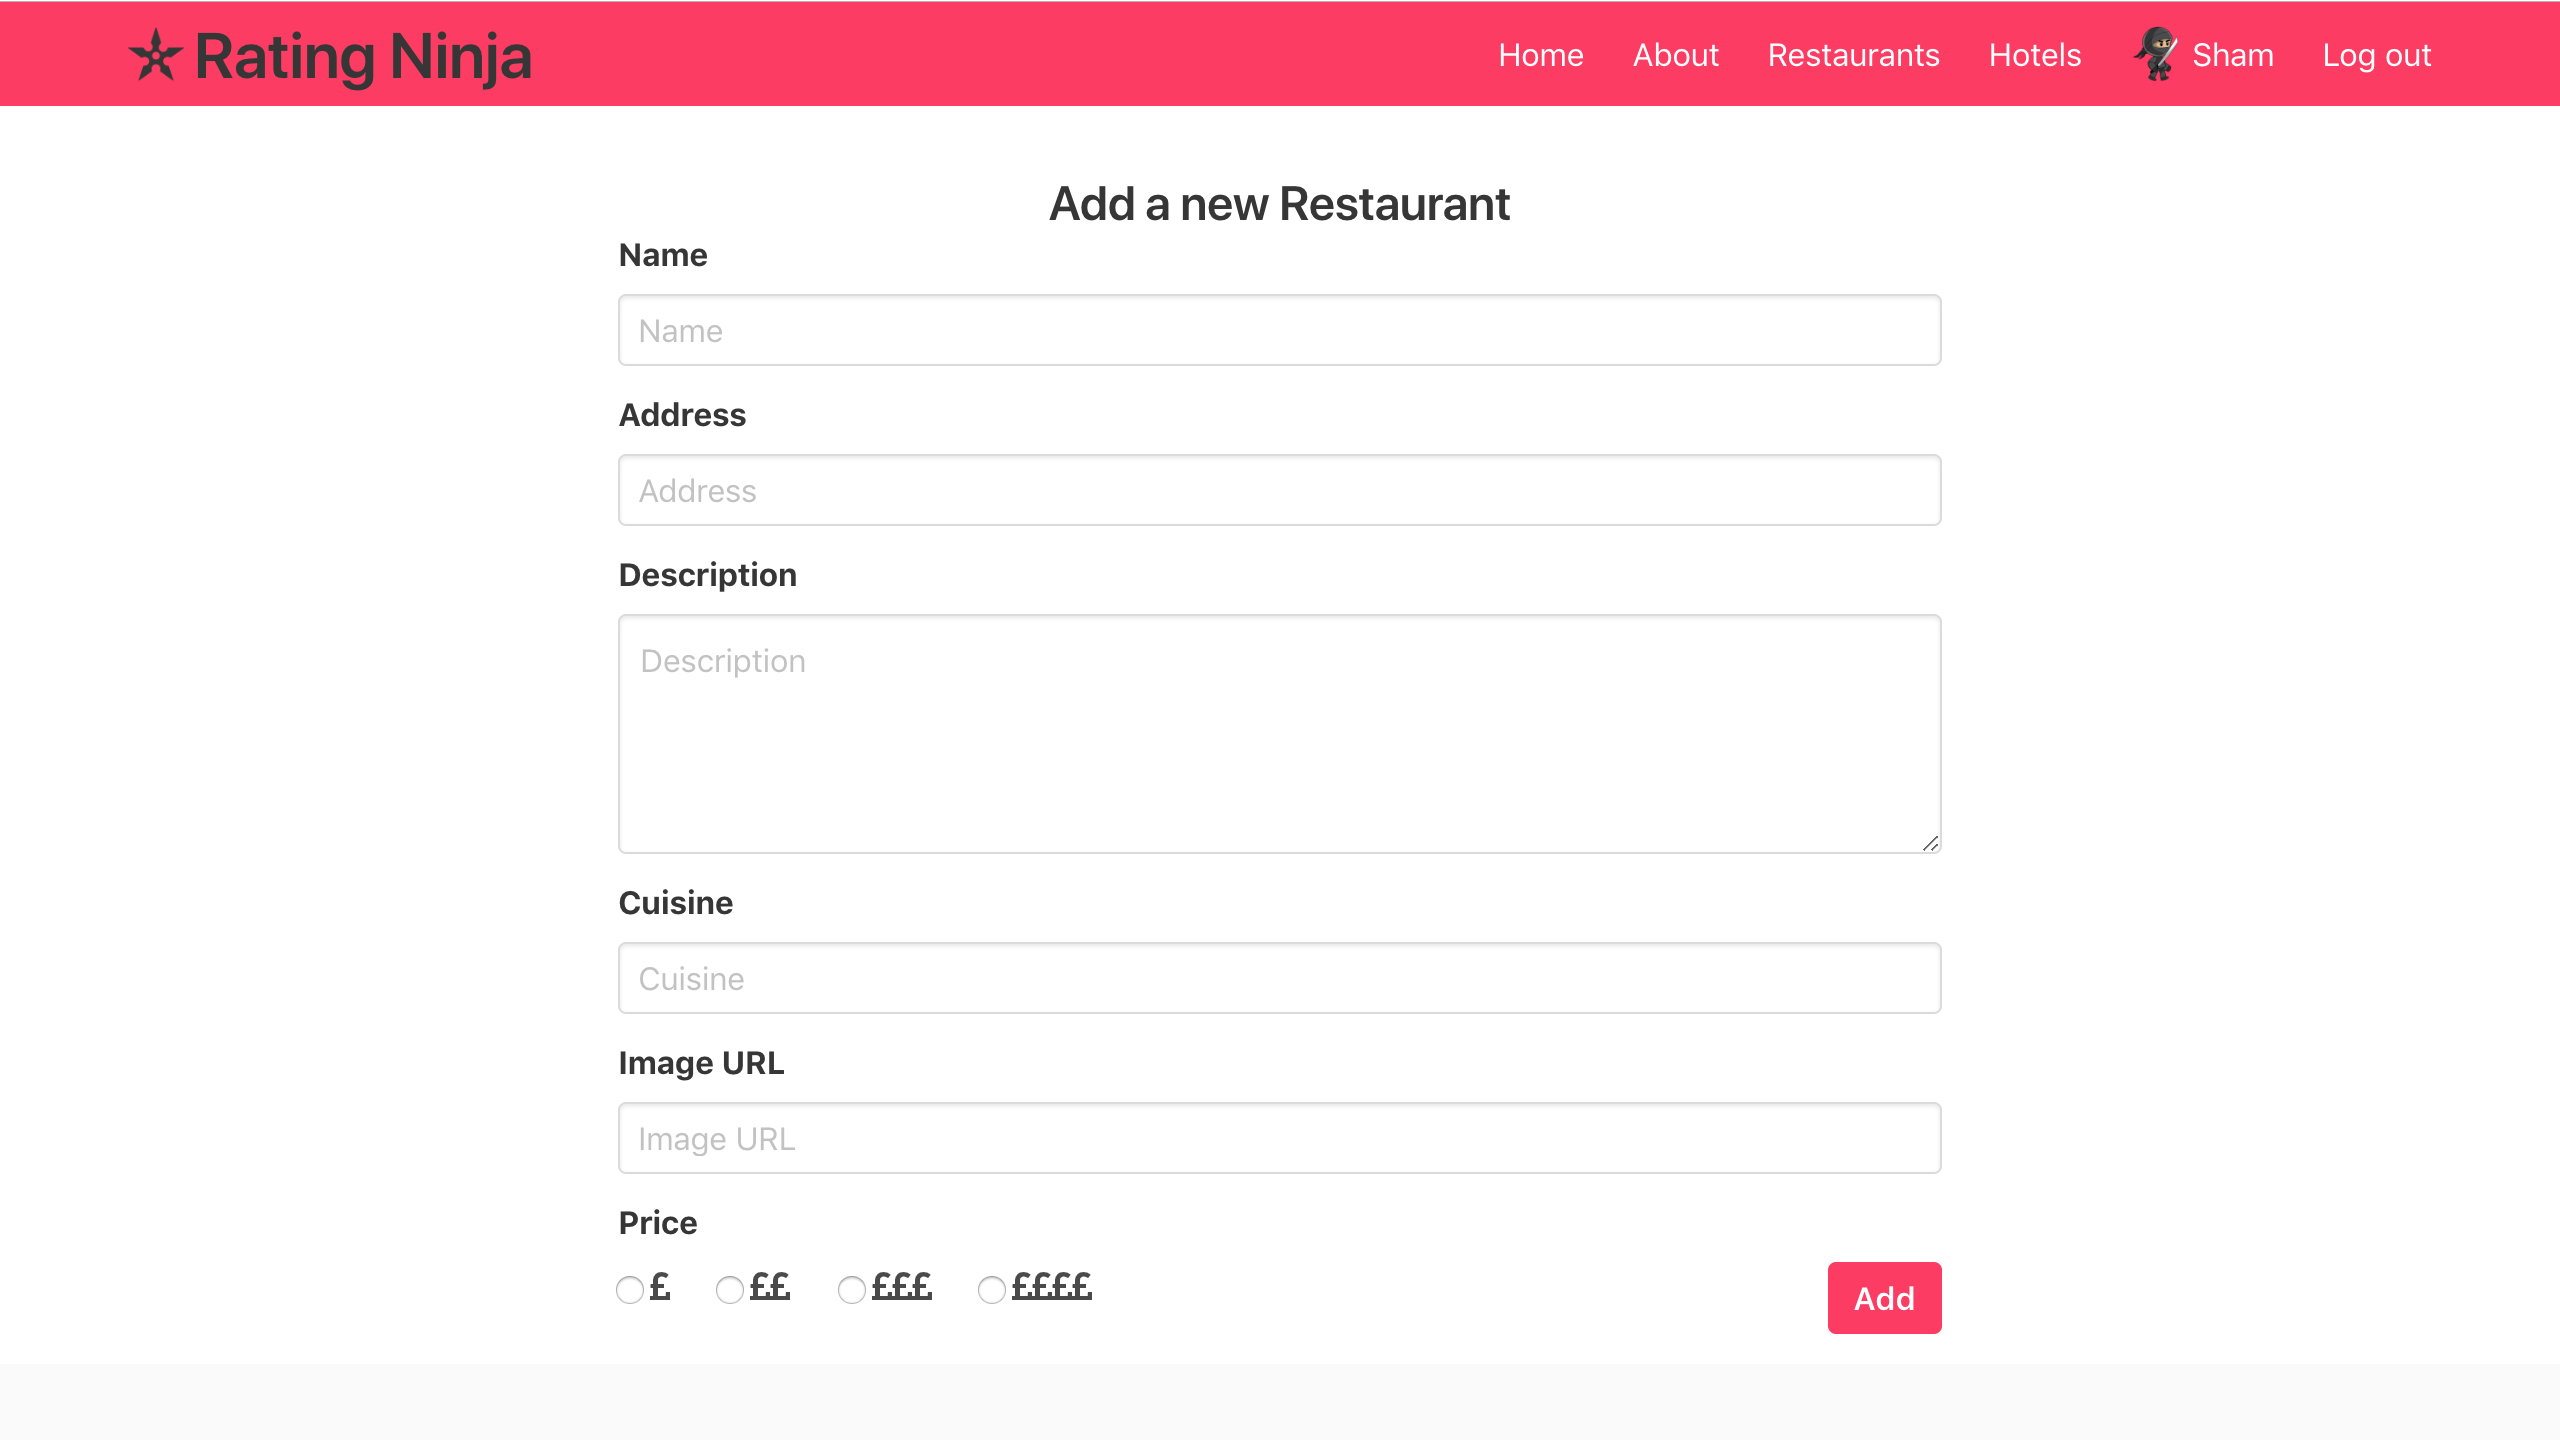 Rating Ninja
Home About Restaurants Hotels Sham Log out
Add a new Restaurant
Name
Name
Address
Address
Description
Description
Cuisine
Cuisine
Image URL
Image URL
Price
£ ££ £££ ££££
Add